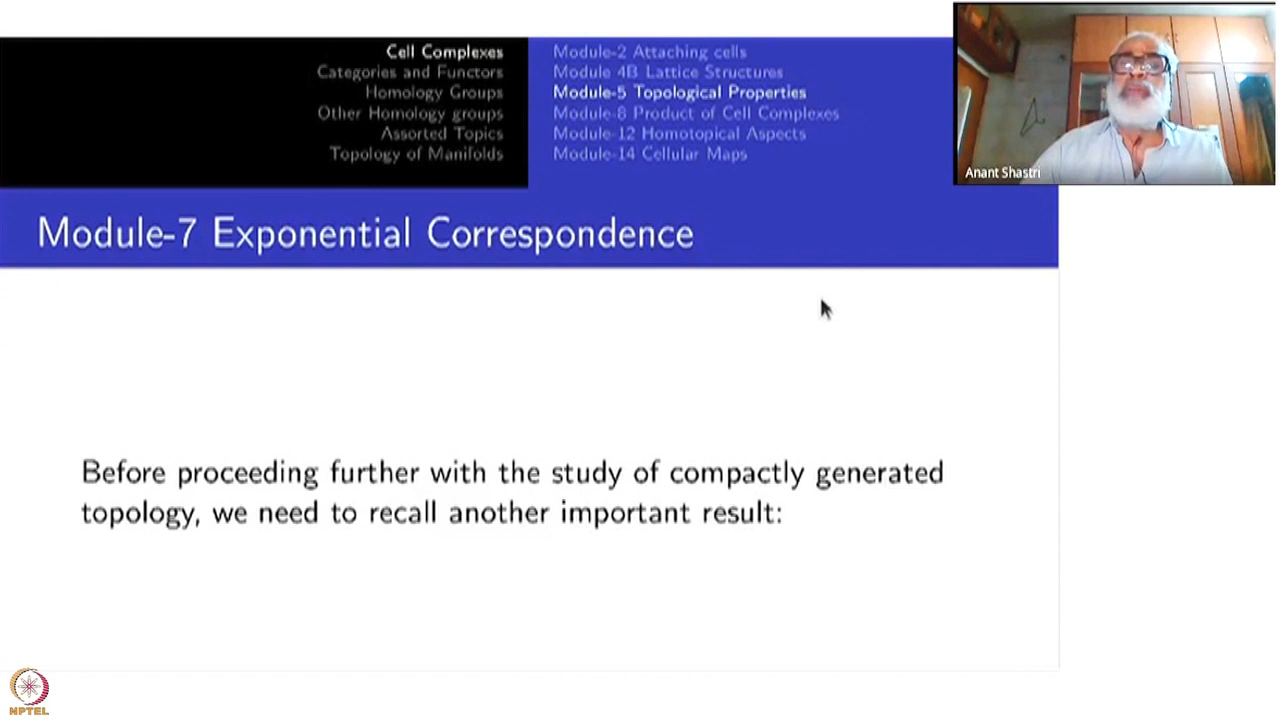 Cell Complexes
Categories and Functors
Homology Groups
Other Homology groups
Assorted Topics
Topology of Manifolds
Module-2 Attaching cells
Module 4B Lattice Structures
Module-5 Topological Properties
Module-8 Product of Cell Complexes
Module-12 Homotopical Aspects
Module-14 Cellular Maps
Anant Shastri
Module-7 Exponential Correspondence
Before proceeding further with the study of compactly generated
topology, we need to recall another important result:
NPTEL